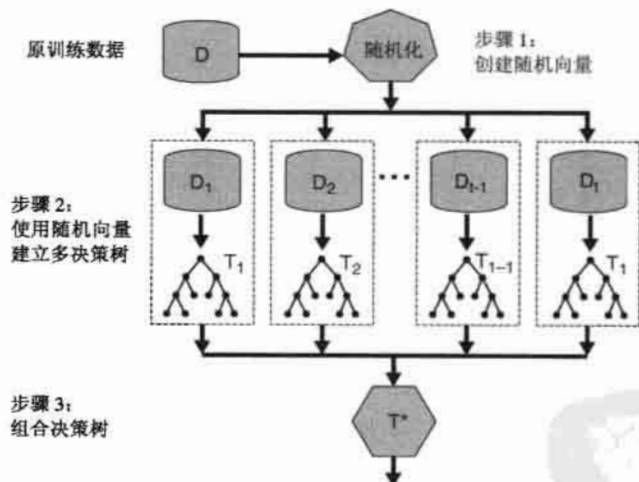 原训练数据
D
随机化
步骤 1:
创建随机向量
D1
D2
...
Dt-1
Dt
步骤 2:
使用随机向量
建立多决策树
T1
T2
T1-1
T1
步骤 3:
组合决策树
T*